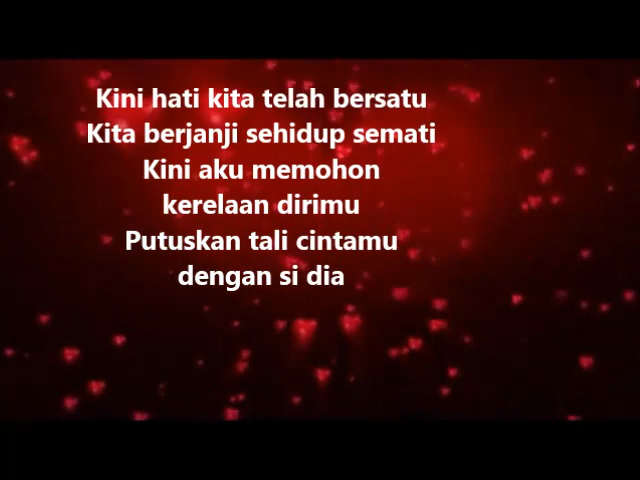 Kini hati kita telah bersatu
Kita berjanji sehidup semati
Kini aku memohon
kerelaan dirimu
Putuskan tali cintamu
dengan si dia